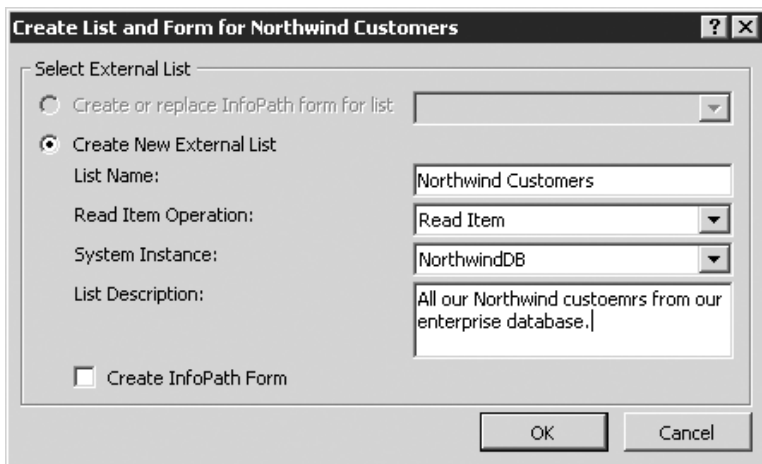 Create List and Form for Northwind Customers
Select External List
Create or replace InfoPath form for list
Create New External List
List Name: Northwind Customers
Read Item Operation: Read Item
System Instance: NorthwindDB
List Description: All our Northwind custoemrs from our
enterprise database.
Create InfoPath Form
OK Cancel